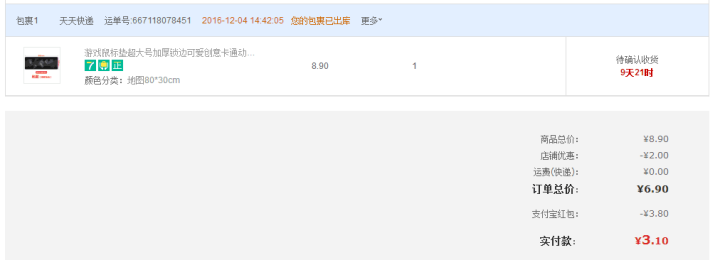 包裹1 天天快递 运单号:667118078451 2016-12-04 14:42:05 您的包裹已出库 更多
游戏鼠标垫超大号加厚锁边可爱创意卡通动...
7 正
颜色分类：地图80*30cm
8.90
1
待确认收货
9天21时
商品总价： ¥8.90
店铺优惠： -¥2.00
运费(快递)： ¥0.00
订单总价： ¥6.90
支付宝红包： -¥3.80
实付款： ¥3.10